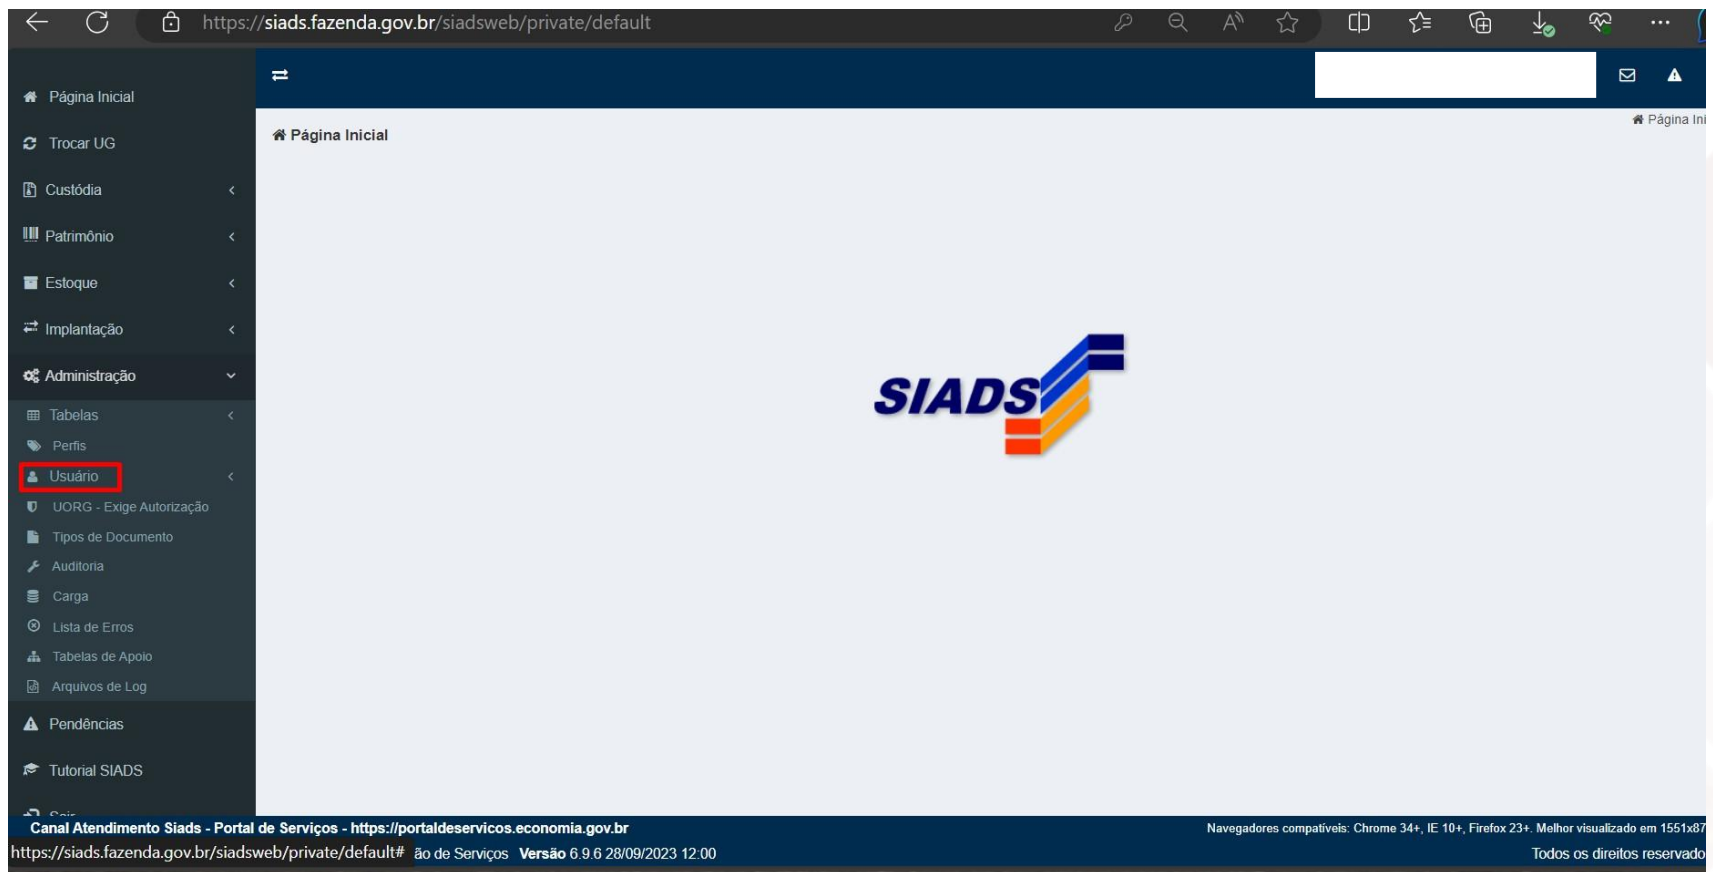 https://siads.fazenda.gov.br/siadsweb/private/default
Página Inicial
Trocar UG
Custódia
Patrimônio
Estoque
Implantação
Administração
Tabelas
Perfis
Usuário
UORG - Exige Autorização
Tipos de Documento
Auditoria
Carga
Lista de Erros
Tabelas de Apoio
Arquivos de Log
Pendências
Tutorial SIADS
Sair
Página Inicial
Página Ini
SIADS
Canal Atendimento Siads - Portal de Serviços - https://portaldeservicos.economia.gov.br
Navegadores compatíveis: Chrome 34+, IE 10+, Firefox 23+. Melhor visualizado em 1551x87
https://siads.fazenda.gov.br/siadsweb/private/default#
ão de Serviços Versão 6.9.6 28/09/2023 12:00
Todos os direitos reservado